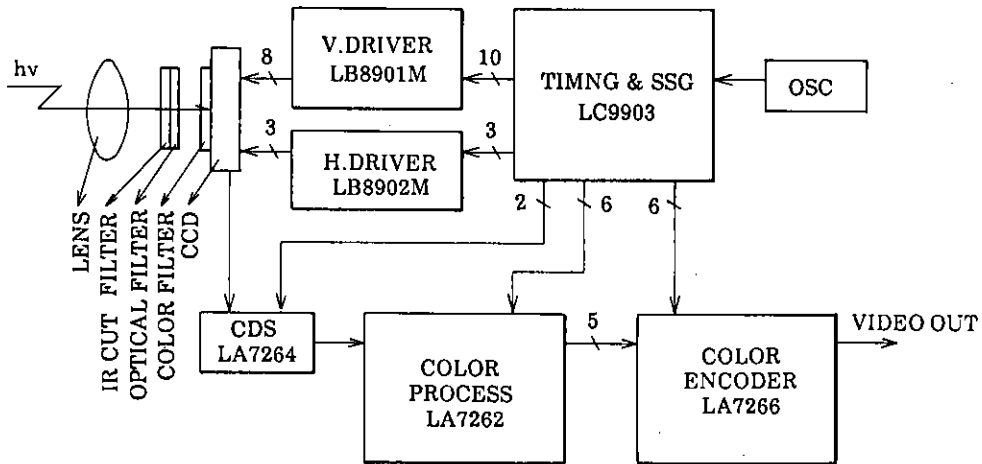 hν
8
V.DRIVER
LB8901M
10
TIMNG & SSG
LC9903
OSC
3
H.DRIVER
LB8902M
3
2
6
6
LENS
IR CUT FILTER
OPTICAL FILTER
COLOR FILTER
CCD
CDS
LA7264
COLOR
PROCESS
LA7262
5
COLOR
ENCODER
LA7266
VIDEO OUT